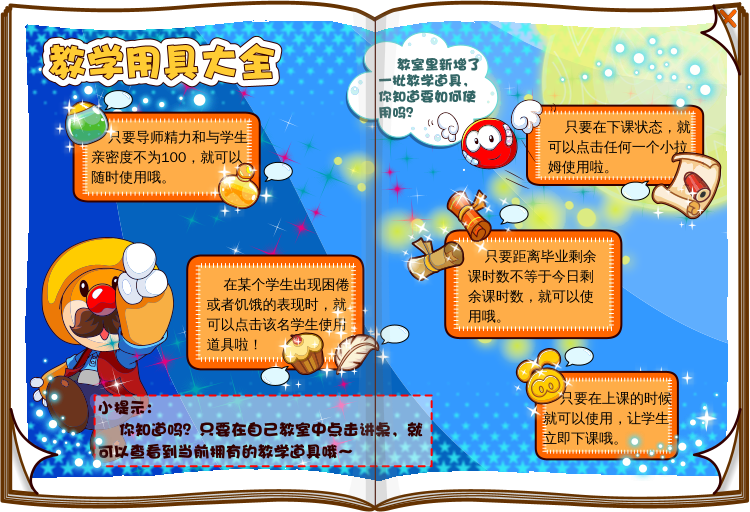 教学用具大全
只要导师精力和与学生
亲密度不为100，就可以
随时使用哦。
在某个学生出现困倦
或者饥饿的表现时，就
可以点击该名学生使用
道具啦！
小提示：
你知道吗？只要在自己教室中点击讲桌，就
可以查看到当前拥有的教学道具哦～
教室里新增了
一批教学道具，
你知道要如何使
用吗？
只要在下课状态，就
可以点击任何一个小拉
姆使用啦。
只要距离毕业剩余
课时数不等于今日剩
余课时数，就可以使
用哦。
只要在上课的时候
就可以使用，让学生
立即下课哦。